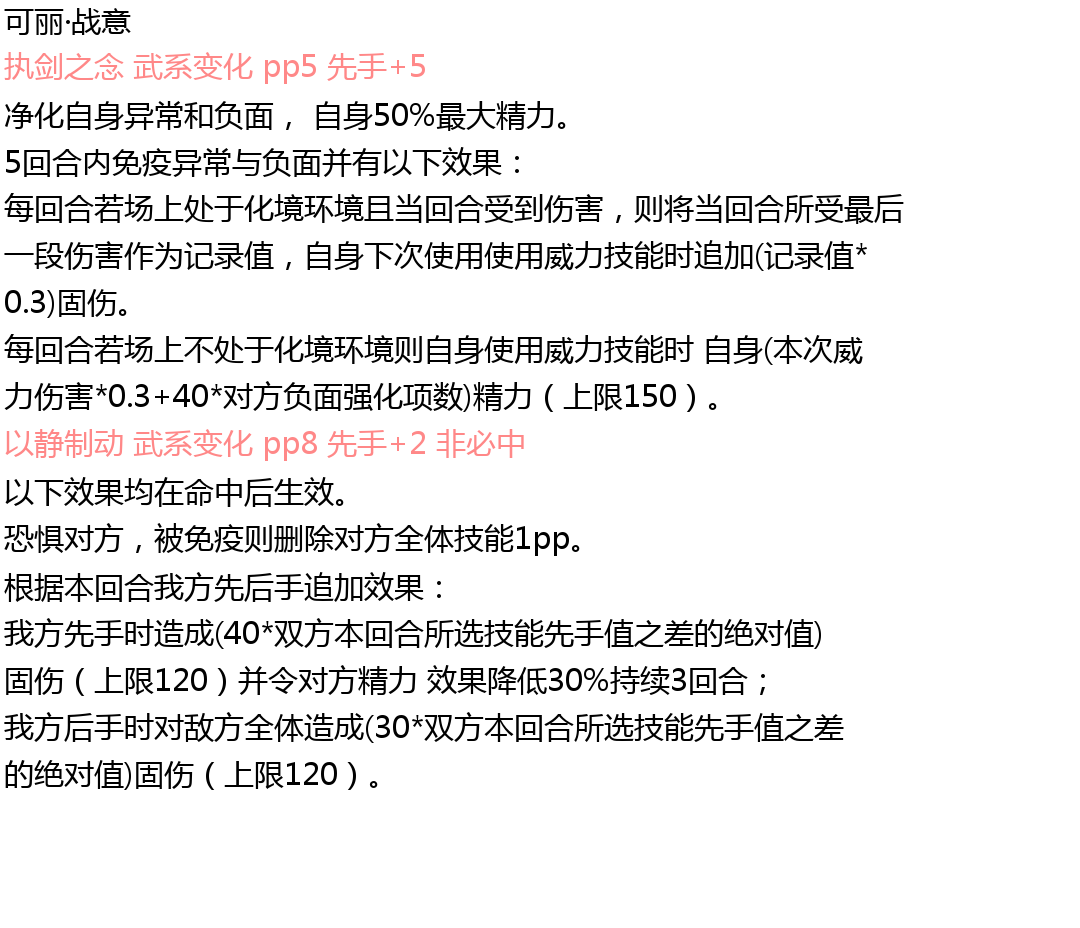 可丽·战意
执剑之念 武系变化 pp5 先手+5
净化自身异常和负面， 自身50%最大精力。
5回合内免疫异常与负面并有以下效果：
每回合若场上处于化境环境且当回合受到伤害，则将当回合所受最后
一段伤害作为记录值，自身下次使用使用威力技能时追加(记录值*
0.3)固伤。
每回合若场上不处于化境环境则自身使用威力技能时 自身(本次威
力伤害*0.3+40*对方负面强化项数)精力（上限150）。
以静制动 武系变化 pp8 先手+2 非必中
以下效果均在命中后生效。
恐惧对方，被免疫则删除对方全体技能1pp。
根据本回合我方先后手追加效果：
我方先手时造成(40*双方本回合所选技能先手值之差的绝对值)
固伤（上限120）并令对方精力 效果降低30%持续3回合；
我方后手时对敌方全体造成(30*双方本回合所选技能先手值之差
的绝对值)固伤（上限120）。